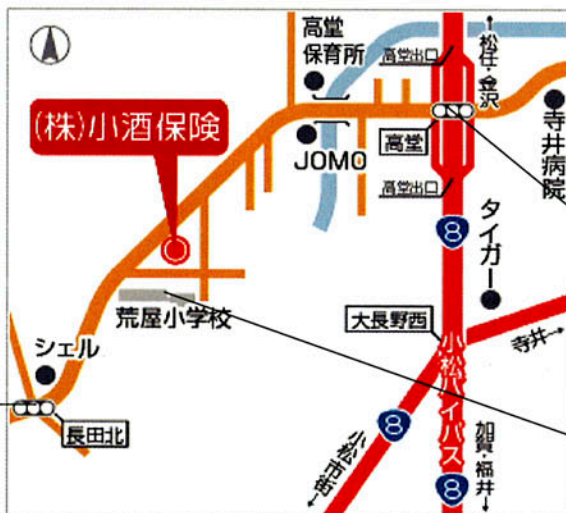 高堂
保育所
高堂出口
↑松任・金沢
(株)小酒保険
JOMO
高堂
寺井病院
高堂出口
8
タイガー
荒屋小学校
大長野西
寺井→
シェル
小松バイパス
長田北
8
小松市街↓
加賀・福井↓
8